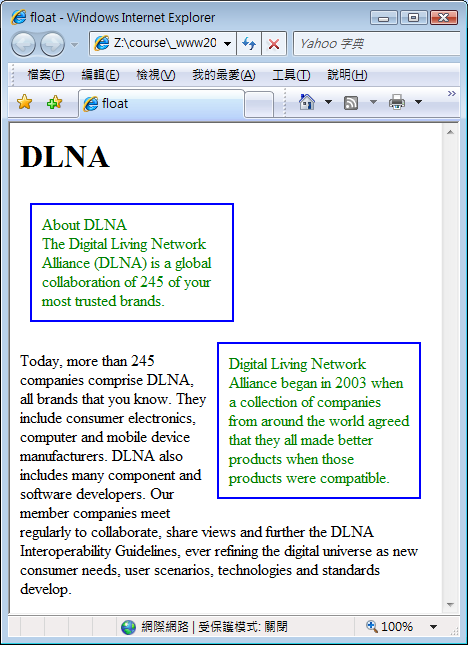 float - Windows Internet Explorer
Z:\course\_www20
Yahoo 字典
檔案(F) 編輯(E) 檢視(V) 我的最愛(A) 工具(T) 說明(H)
float
DLNA
About DLNA
The Digital Living Network
Alliance (DLNA) is a global
collaboration of 245 of your
most trusted brands.
Today, more than 245
companies comprise DLNA,
all brands that you know. They
include consumer electronics,
computer and mobile device
manufacturers. DLNA also
includes many component and
software developers. Our
member companies meet
regularly to collaborate, share views and further the DLNA
Interoperability Guidelines, ever refining the digital universe as new
consumer needs, user scenarios, technologies and standards
develop.
Digital Living Network
Alliance began in 2003 when
a collection of companies
from around the world agreed
that they all made better
products when those
products were compatible.
網際網路 | 受保護模式: 關閉
100%